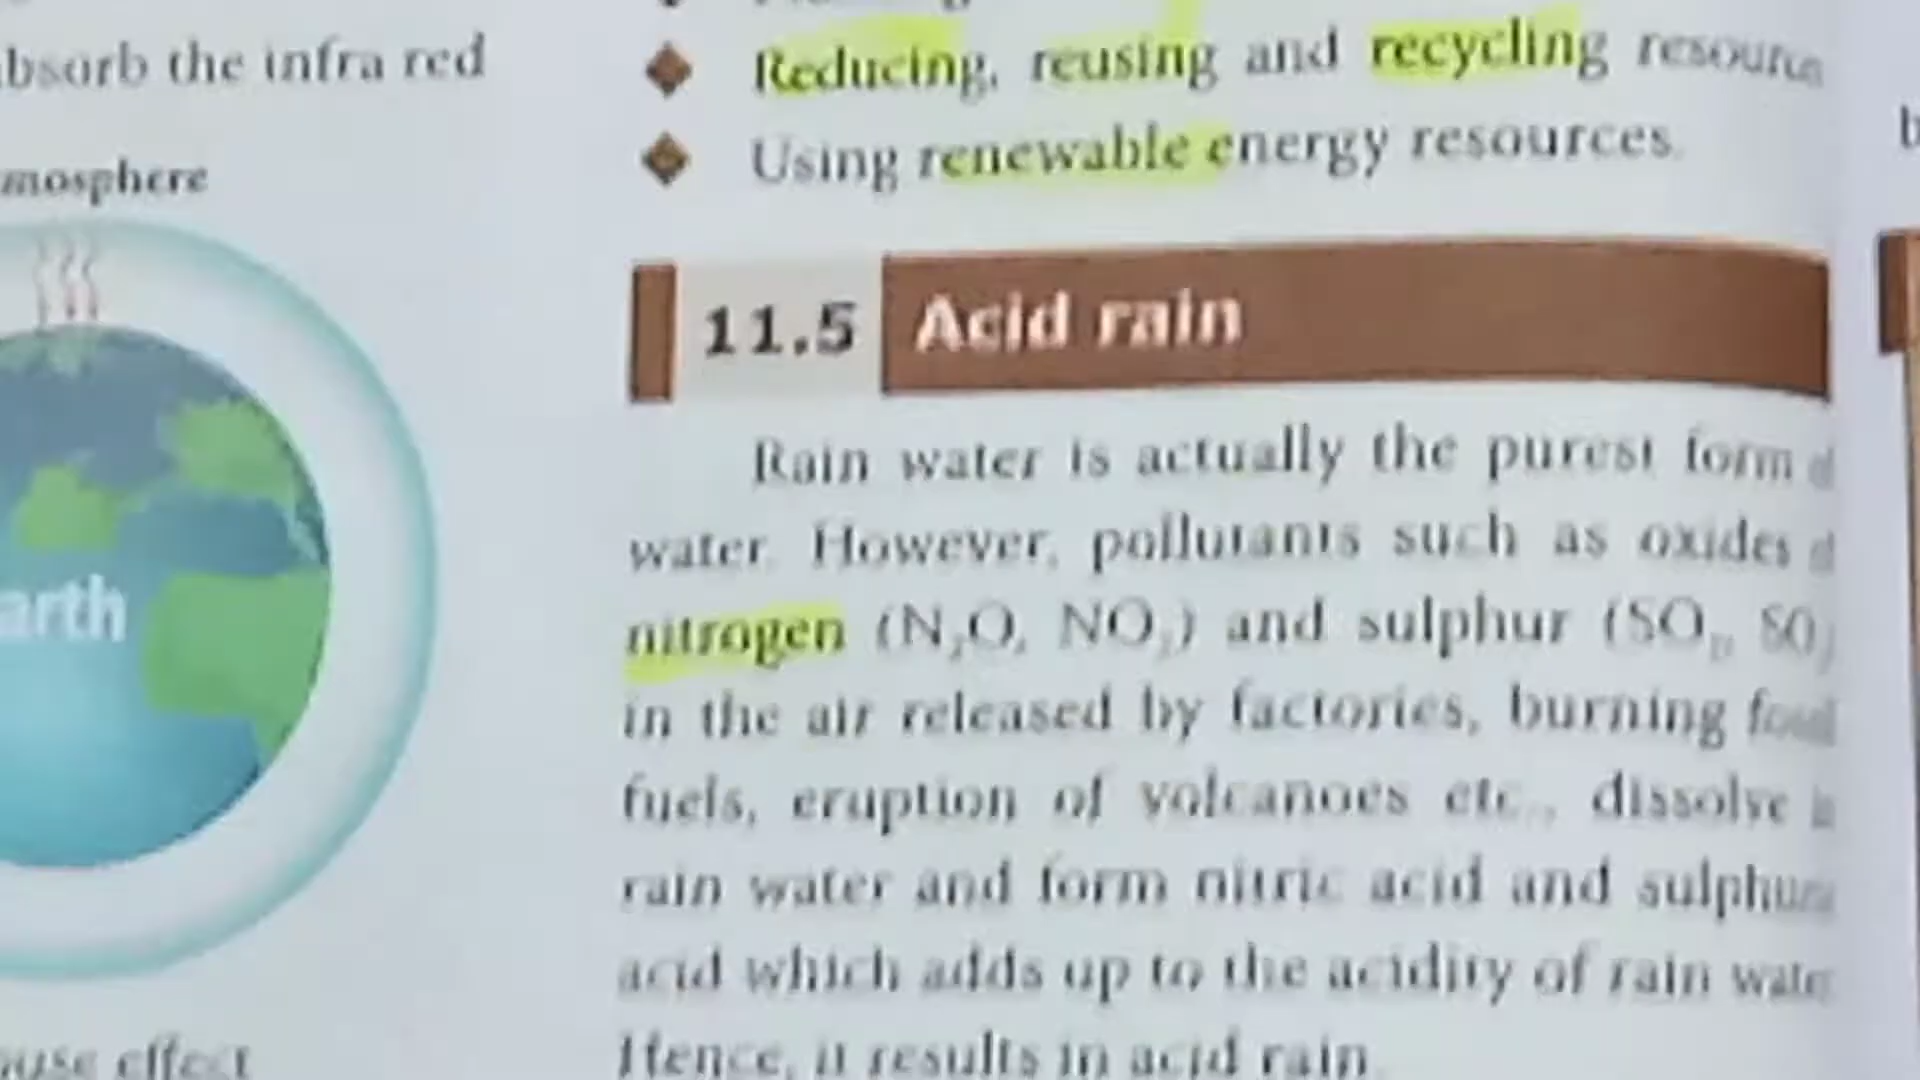 absorb the infra red
mosphere
arth
effect
Reducing, reusing and recycling
Using renewable energy resources.
11.5 Acid rain
Rain water is actually the purest form
water. However, pollutants such as oxides
nitrogen (N₂O, NO₂) and sulphur
in the air released by factories, burning
fuels, eruption of volcanoes etc., dissolve
rain water and form nitric acid and
acid which adds up to the acidity of rain
Hence, it results in acid rain.